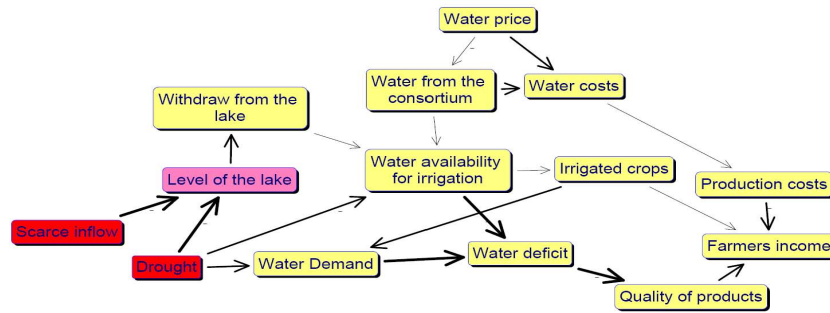 Water price
Water from the
consortium
Water costs
Withdraw from the
lake
Water availability
for irrigation
Irrigated crops
Level of the lake
Production costs
Scarce inflow
Drought
Water Demand
Water deficit
Farmers income
Quality of products